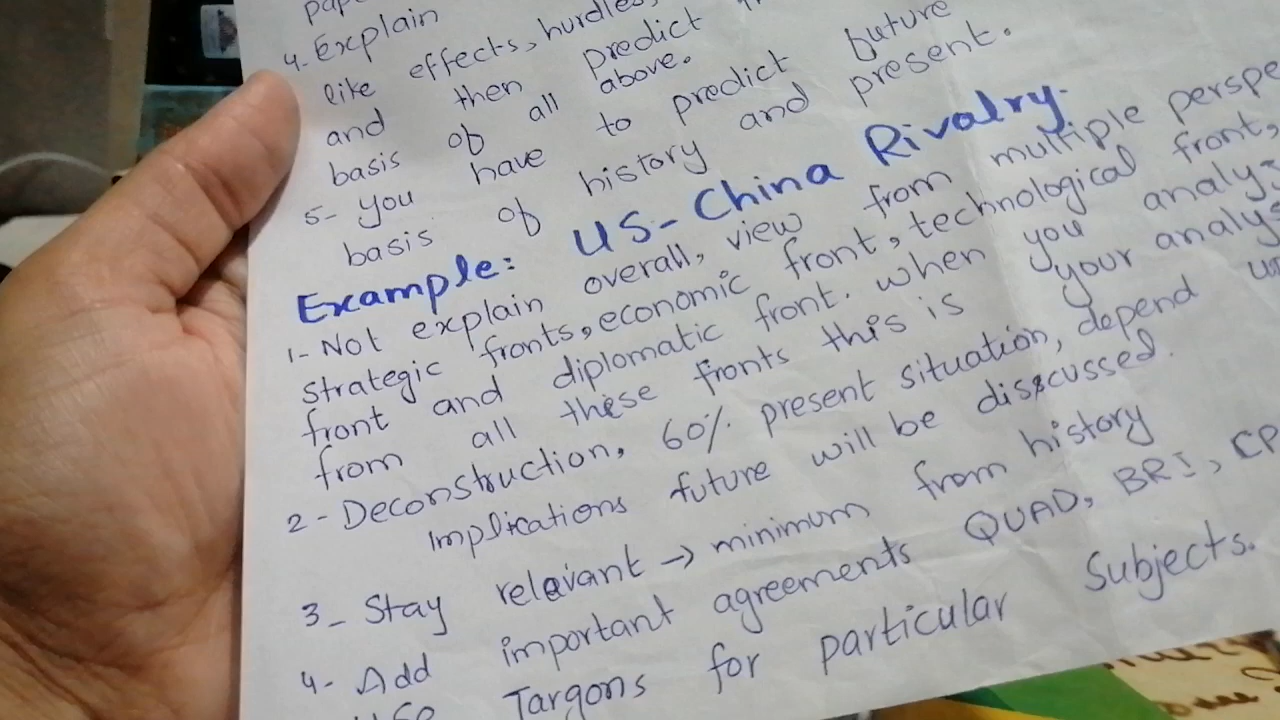 4- Explain
like effects, hurdles,
and then predict
basis of all above.
5- you have to predict future
basis of history and present.
Example: US-China Rivalry.
1- Not explain overall, view from multiple perspe
strategic fronts, economic front, technological front,
front and diplomatic front. when you analy
from all these fronts this is your analys
2- Deconstruction, 60% present situation, depend
Implications future will be discussed.
3- Stay relavant → minimum from history
4- Add important agreements QUAD, BRI, CP
Targons for particular Subjects.